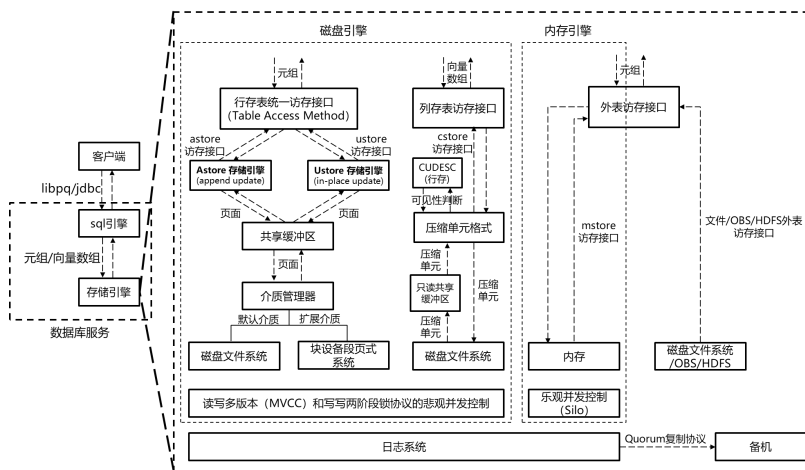 磁盘引擎
内存引擎
元组
向量
数组
元组
行存表统一访存接口
（Table Access Method）
列存表访存接口
外表访存接口
astore
访存接口
ustore
访存接口
cstore
访存接口
客户端
libpq/jdbc
sql引擎
元组/向量数组
存储引擎
数据库服务
Astore 存储引擎
(append update)
Ustore 存储引擎
(in-place update)
CUDESC
(行存)
可见性判断
页面
页面
共享缓冲区
压缩单元格式
mstore
访存接口
文件/OBS/HDFS外表
访存接口
页面
压缩
单元
压缩
单元
介质管理器
只读共享
缓冲区
默认介质
扩展介质
压缩
单元
磁盘文件系统
块设备段页式
系统
磁盘文件系统
内存
磁盘文件系统
/OBS/HDFS
读写多版本（MVCC）和写写两阶段锁协议的悲观并发控制
乐观并发控制
（Silo）
日志系统
Quorum复制协议
备机